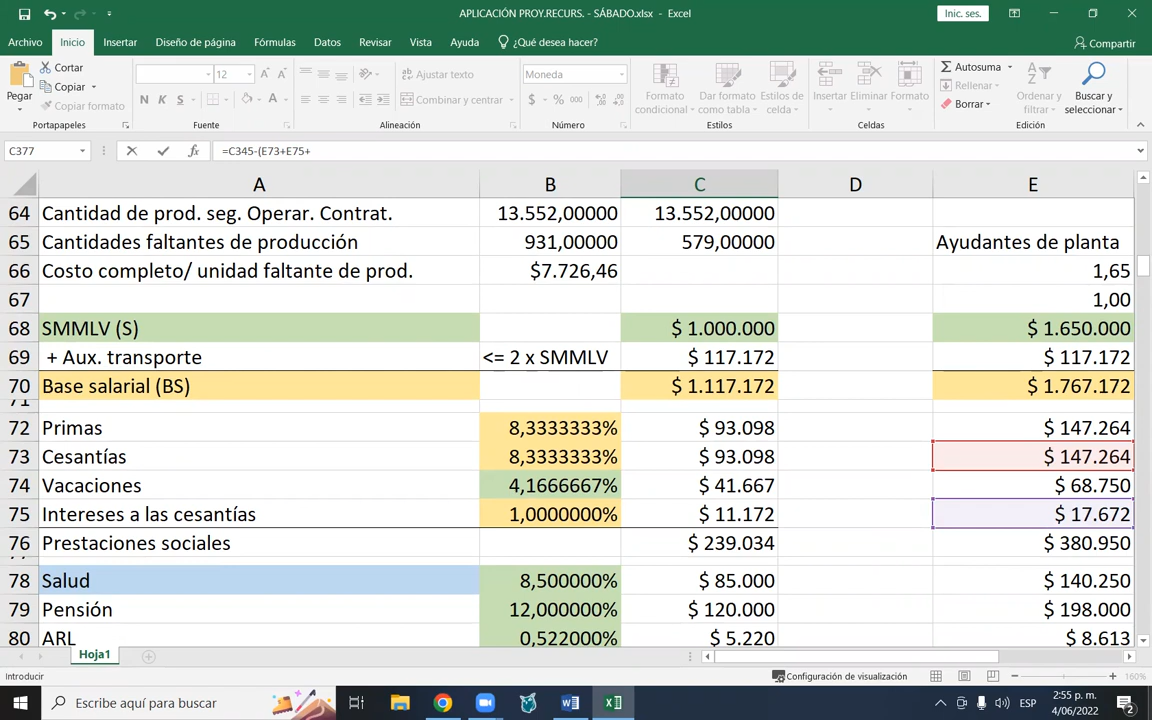 APLICACIÓN PROY.RECURS. - SÁBADO.xlsx - Excel
Inic. ses.
Archivo Inicio Insertar Diseño de página Fórmulas Datos Revisar Vista Ayuda ¿Qué desea hacer? Compartir
Pegar Cortar Copiar Copiar formato Portapapeles
12 N K S A Fuente
Ajustar texto Combinar y centrar Alineación
Moneda $ % 000 Número
Formato condicional Dar formato como tabla Estilos de celda Estilos
Insertar Eliminar Formato Celdas
Autosuma Rellenar Borrar Ordenar y filtrar Buscar y seleccionar Edición
C377 fx =C345-(E73+E75+
A B C D E
64 Cantidad de prod. seg. Operar. Contrat. 13.552,00000 13.552,00000
65 Cantidades faltantes de producción 931,00000 579,00000 Ayudantes de planta
66 Costo completo/ unidad faltante de prod. $7.726,46 1,65
67 1,00
68 SMMLV (S) $ 1.000.000 $ 1.650.000
69 + Aux. transporte <= 2 x SMMLV $ 117.172 $ 117.172
70 Base salarial (BS) $ 1.117.172 $ 1.767.172
71
72 Primas 8,3333333% $ 93.098 $ 147.264
73 Cesantías 8,3333333% $ 93.098 $ 147.264
74 Vacaciones 4,1666667% $ 41.667 $ 68.750
75 Intereses a las cesantías 1,0000000% $ 11.172 $ 17.672
76 Prestaciones sociales $ 239.034 $ 380.950
78 Salud 8,500000% $ 85.000 $ 140.250
79 Pensión 12,000000% $ 120.000 $ 198.000
80 ARL 0,522000% $ 5.220 $ 8.613
Hoja1
Introducir Configuración de visualización 160%
Escribe aquí para buscar ESP 2:55 p. m.
4/06/2022 2